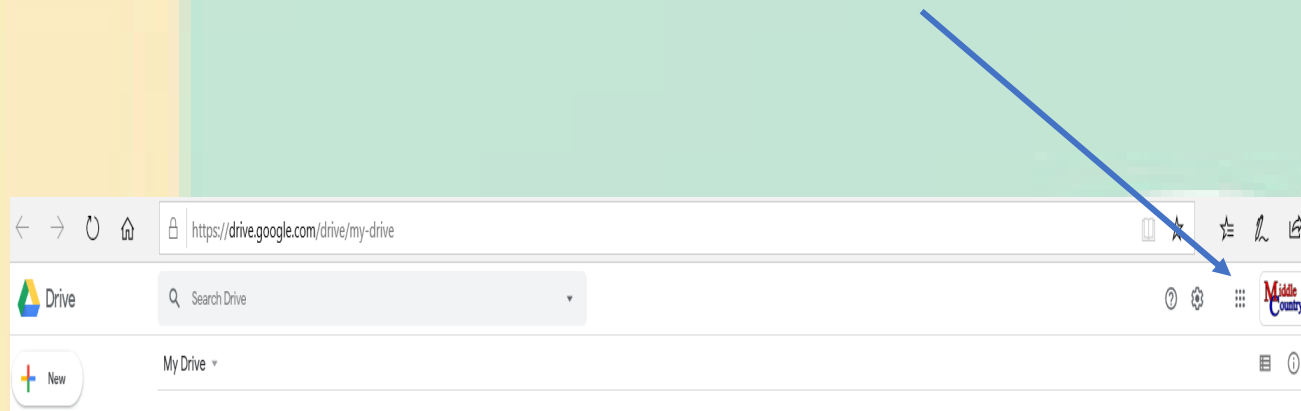 https://drive.google.com/drive/my-drive
Drive
Search Drive
Middle
Country
New
My Drive